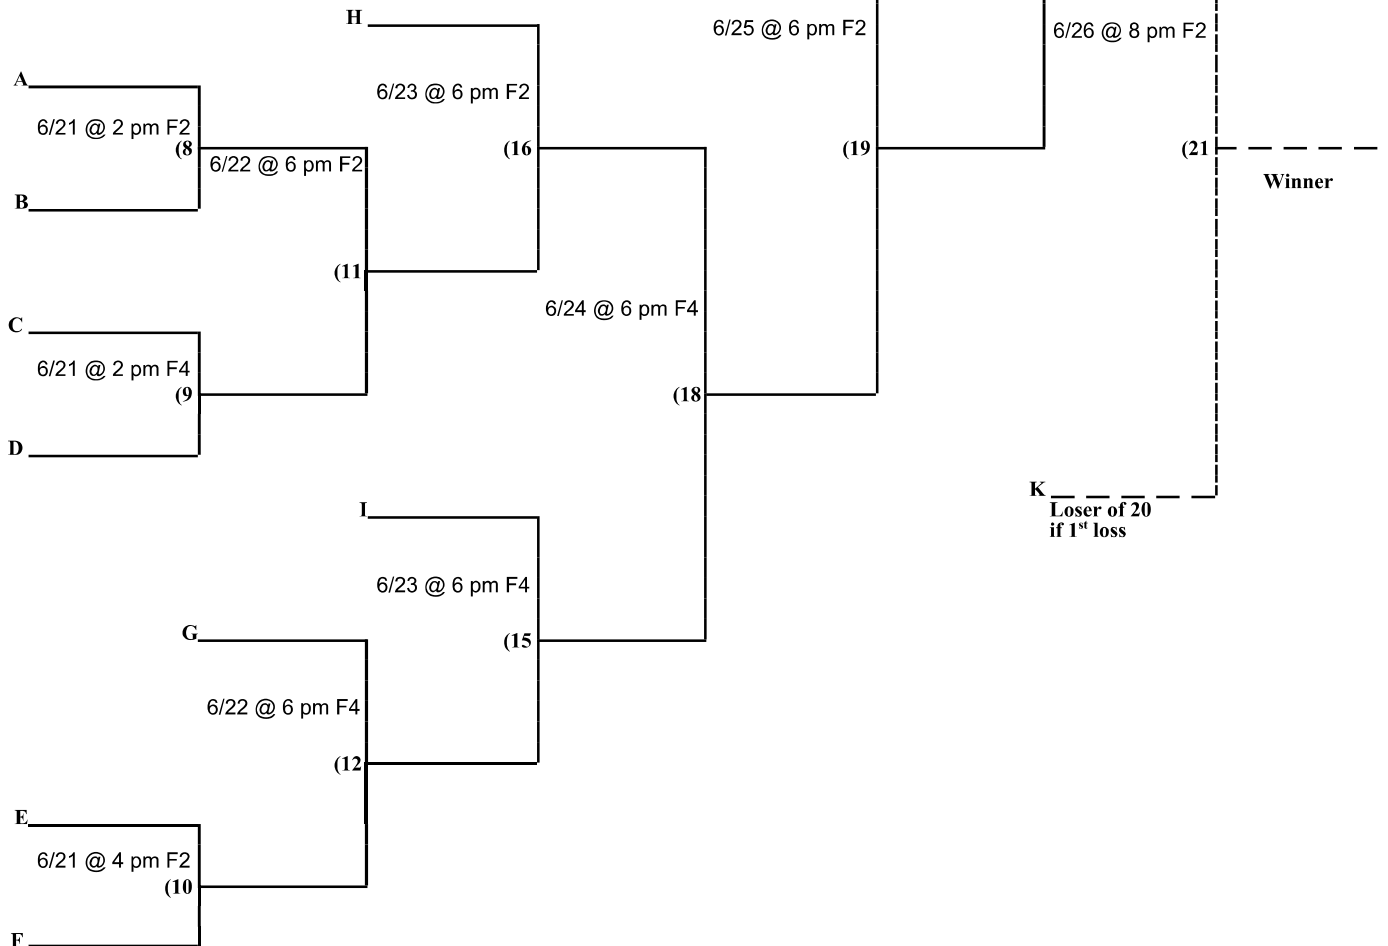 H
6/25 @ 6 pm F2
6/26 @ 8 pm F2
A
6/23 @ 6 pm F2
6/21 @ 2 pm F2
(8
6/22 @ 6 pm F2
(16
(19
(21
Winner
B
(11
6/24 @ 6 pm F4
C
6/21 @ 2 pm F4
(9
(18
D
K
Loser of 20
if 1st loss
I
6/23 @ 6 pm F4
G
(15
6/22 @ 6 pm F4
(12
E
6/21 @ 4 pm F2
(10
F